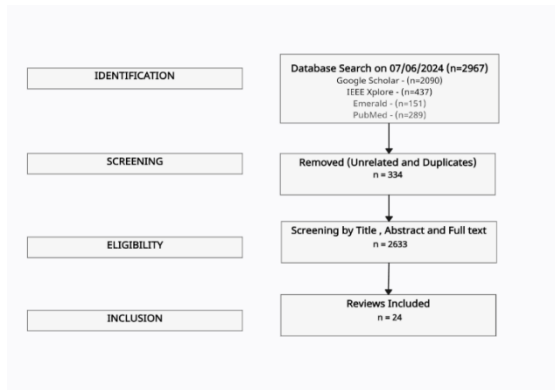 IDENTIFICATION
Database Search on 07/06/2024 (n=2967)
Google Scholar - (n=2090)
IEEE Xplore - (n=437)
Emerald - (n=151)
PubMed - (n=289)
SCREENING
Removed (Unrelated and Duplicates)
n = 334
ELIGIBILITY
Screening by Title , Abstract and Full text
n = 2633
INCLUSION
Reviews Included
n = 24